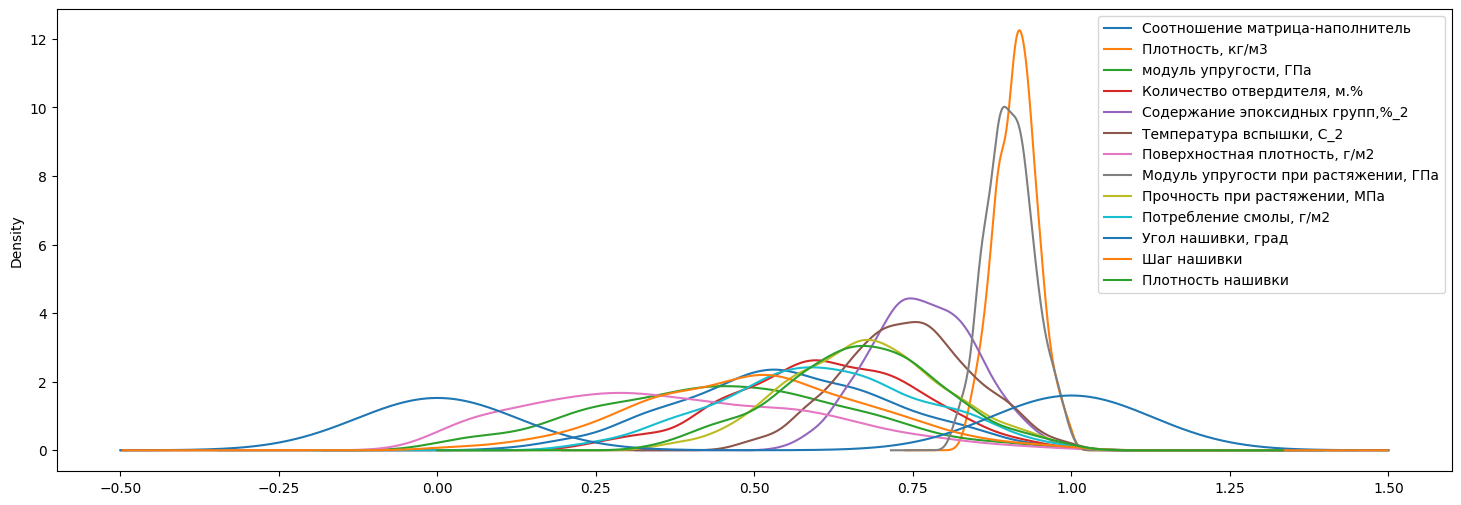 12
10
8
6
4
2
0
Density
Соотношение матрица-наполнитель
Плотность, кг/м3
модуль упругости, ГПа
Количество отвердителя, м.%
Содержание эпоксидных групп,%_2
Температура вспышки, С_2
Поверхностная плотность, г/м2
Модуль упругости при растяжении, ГПа
Прочность при растяжении, МПа
Потребление смолы, г/м2
Угол нашивки, град
Шаг нашивки
Плотность нашивки
−0.50 −0.25 0.00 0.25 0.50 0.75 1.00 1.25 1.50